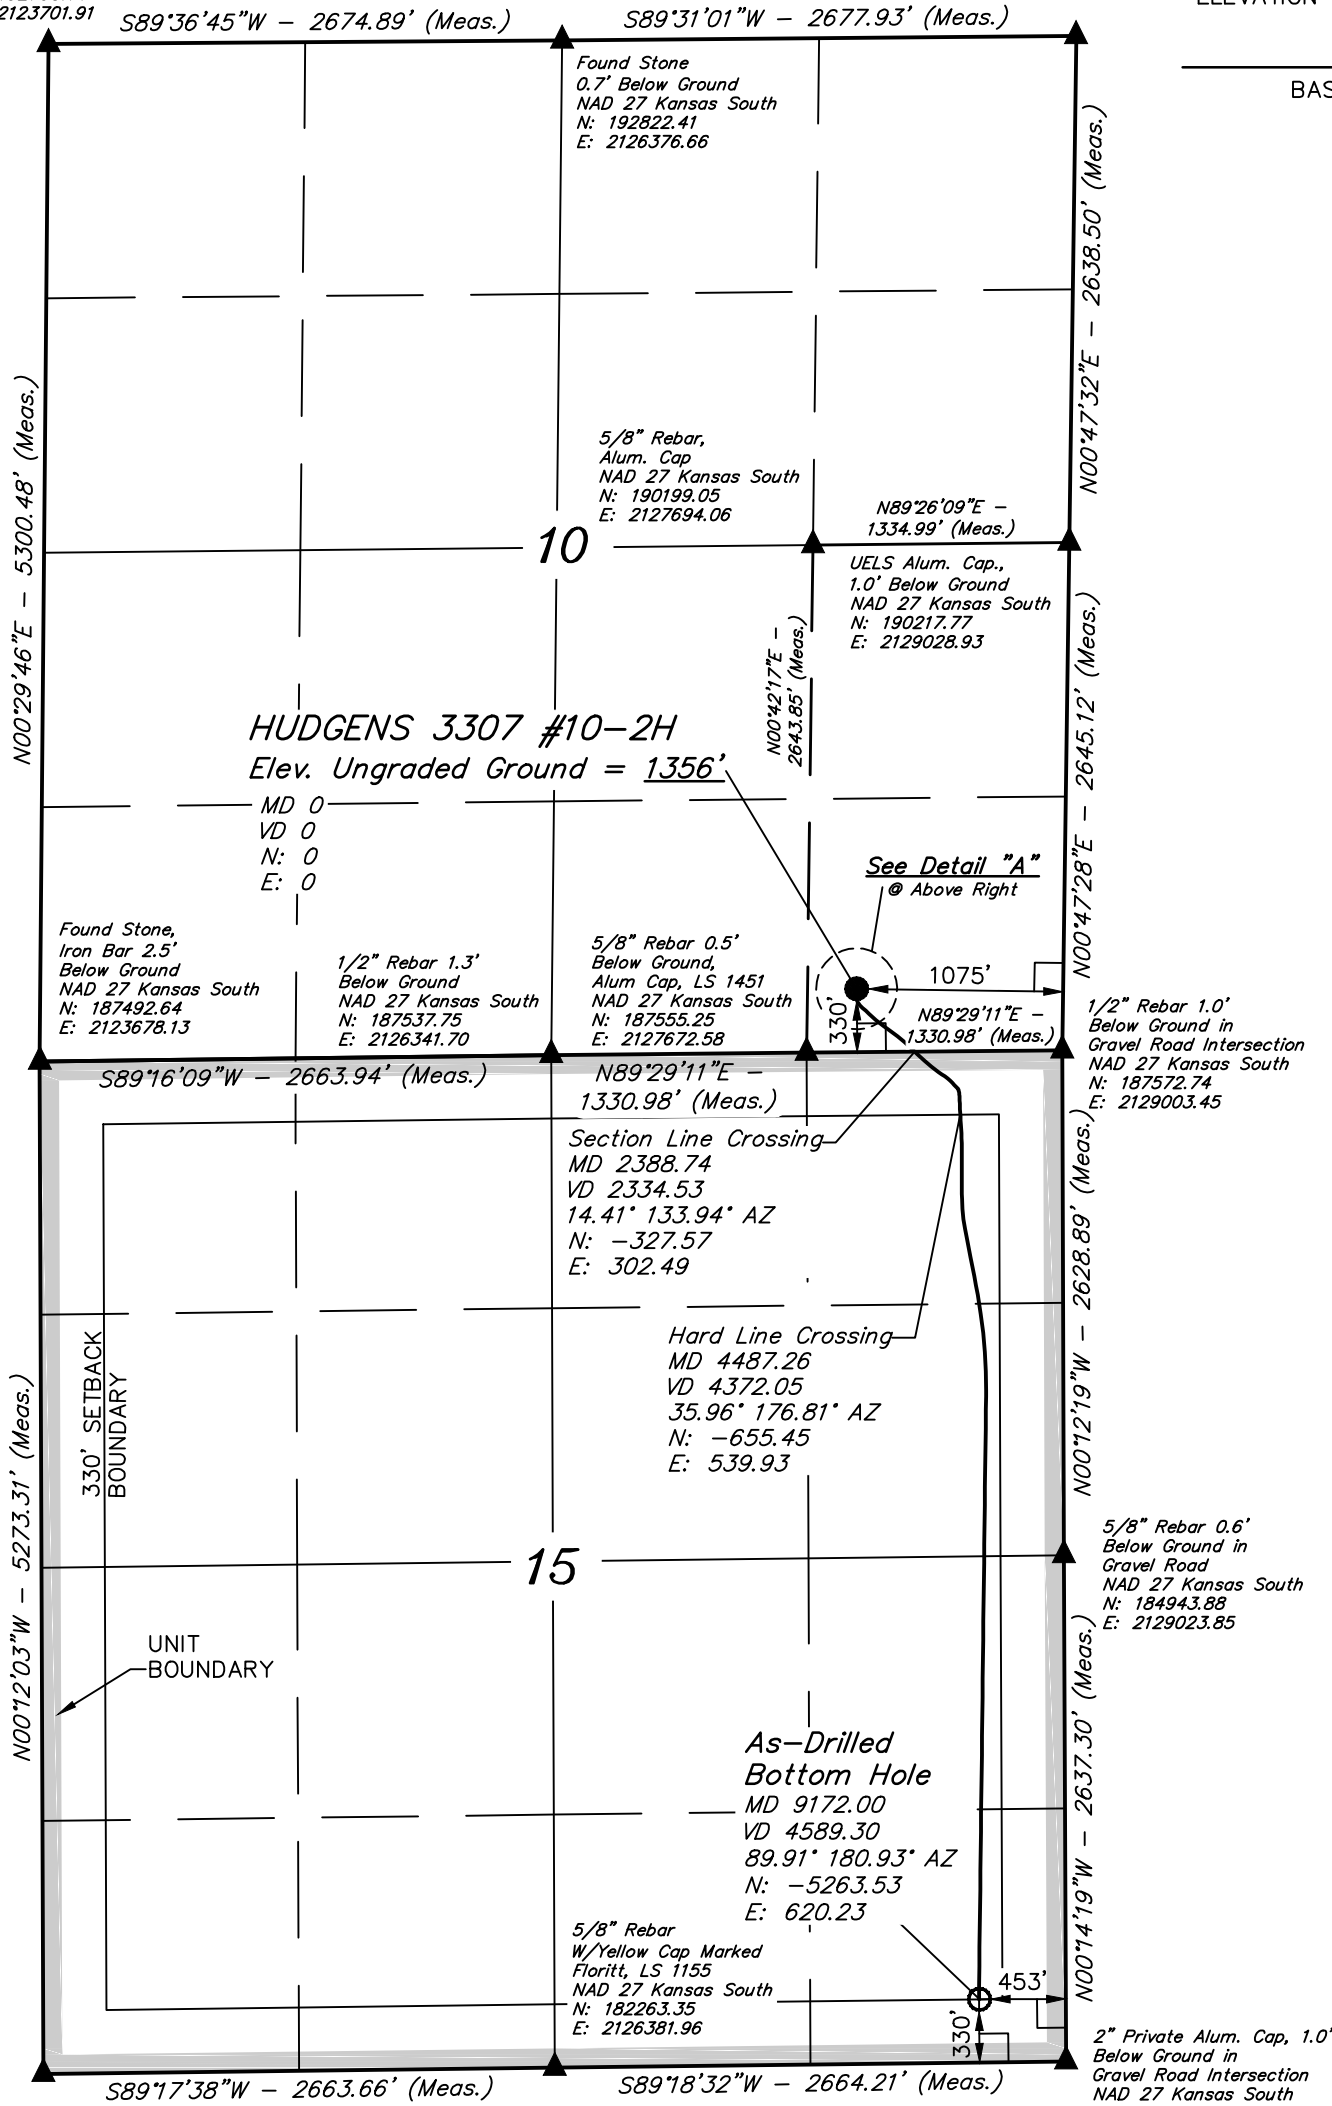 2123701.91
S89°36'45"W - 2674.89' (Meas.)
S89°31'01"W - 2677.93' (Meas.)
ELEVATION
BAS
Found Stone
0.7' Below Ground
NAD 27 Kansas South
N: 192822.41
E: 2126376.66
N00°47'32"E - 2638.50' (Meas.)
N00°29'46"E - 5300.48' (Meas.)
5/8" Rebar,
Alum. Cap
NAD 27 Kansas South
N: 190199.05
E: 2127694.06
10
N89°26'09"E -
1334.99' (Meas.)
UELS Alum. Cap.,
1.0' Below Ground
NAD 27 Kansas South
N: 190217.77
E: 2129028.93
N00°42'17"E -
2643.85' (Meas.)
N00°47'28"E - 2645.12' (Meas.)
HUDGENS 3307 #10-2H
Elev. Ungraded Ground = 1356'
MD 0
VD 0
N: 0
E: 0
See Detail "A"
@ Above Right
Found Stone,
Iron Bar 2.5'
Below Ground
NAD 27 Kansas South
N: 187492.64
E: 2123678.13
1/2" Rebar 1.3'
Below Ground
NAD 27 Kansas South
N: 187537.75
E: 2126341.70
5/8" Rebar 0.5'
Below Ground,
Alum Cap, LS 1451
NAD 27 Kansas South
N: 187555.25
E: 2127672.58
1075'
330'
N89°29'11"E -
1330.98' (Meas.)
1/2" Rebar 1.0'
Below Ground in
Gravel Road Intersection
NAD 27 Kansas South
N: 187572.74
E: 2129003.45
S89°16'09"W - 2663.94' (Meas.)
N89°29'11"E -
1330.98' (Meas.)
Section Line Crossing
MD 2388.74
VD 2334.53
14.41° 133.94° AZ
N: -327.57
E: 302.49
N00°12'19"W - 2628.89' (Meas.)
Hard Line Crossing
MD 4487.26
VD 4372.05
35.96° 176.81° AZ
N: -655.45
E: 539.93
330' SETBACK
BOUNDARY
N00°12'03"W - 5273.31' (Meas.)
15
5/8" Rebar 0.6'
Below Ground in
Gravel Road
NAD 27 Kansas South
N: 184943.88
E: 2129023.85
UNIT
BOUNDARY
N00°14'19"W - 2637.30' (Meas.)
As-Drilled
Bottom Hole
MD 9172.00
VD 4589.30
89.91° 180.93° AZ
N: -5263.53
E: 620.23
5/8" Rebar
W/Yellow Cap Marked
Floritt, LS 1155
NAD 27 Kansas South
N: 182263.35
E: 2126381.96
453'
330'
2" Private Alum. Cap, 1.0'
Below Ground in
Gravel Road Intersection
NAD 27 Kansas South
S89°17'38"W - 2663.66' (Meas.)
S89°18'32"W - 2664.21' (Meas.)